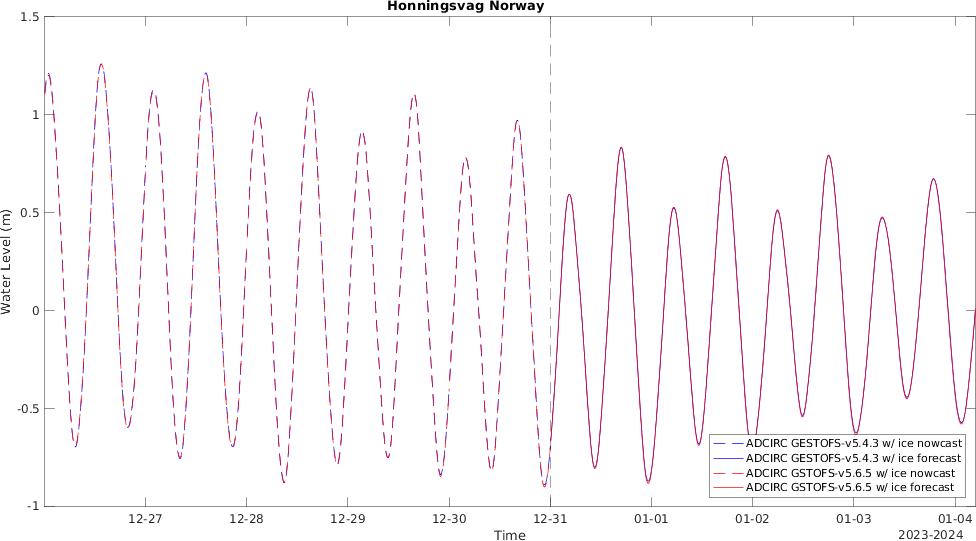 Honningsvag Norway
Water Level (m)
1.5
1
0.5
0
-0.5
-1
12-27
12-28
12-29
12-30
12-31
01-01
01-02
01-03
01-04
Time
2023-2024
ADCIRC GESTOFS-v5.4.3 w/ ice nowcast
ADCIRC GESTOFS-v5.4.3 w/ ice forecast
ADCIRC GSTOFS-v5.6.5 w/ ice nowcast
ADCIRC GSTOFS-v5.6.5 w/ ice forecast